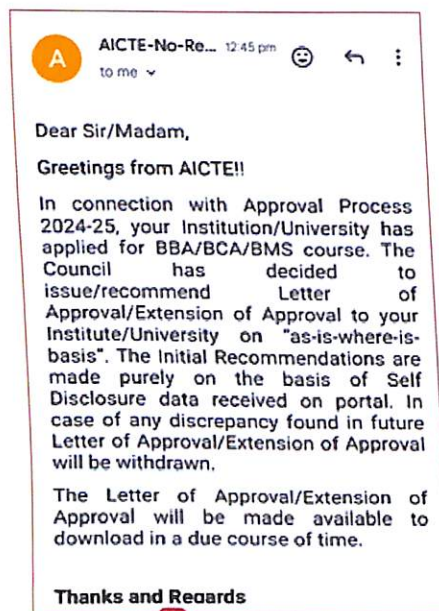 A
AICTE-No-Re... 12:45 pm
to me
Dear Sir/Madam,
Greetings from AICTE!!
In connection with Approval Process
2024-25, your Institution/University has
applied for BBA/BCA/BMS course. The
Council has decided to
issue/recommend Letter of
Approval/Extension of Approval to your
Institute/University on "as-is-where-is-
basis". The Initial Recommendations are
made purely on the basis of Self
Disclosure data received on portal. In
case of any discrepancy found in future
Letter of Approval/Extension of Approval
will be withdrawn.
The Letter of Approval/Extension of
Approval will be made available to
download in a due course of time.
Thanks and Regards